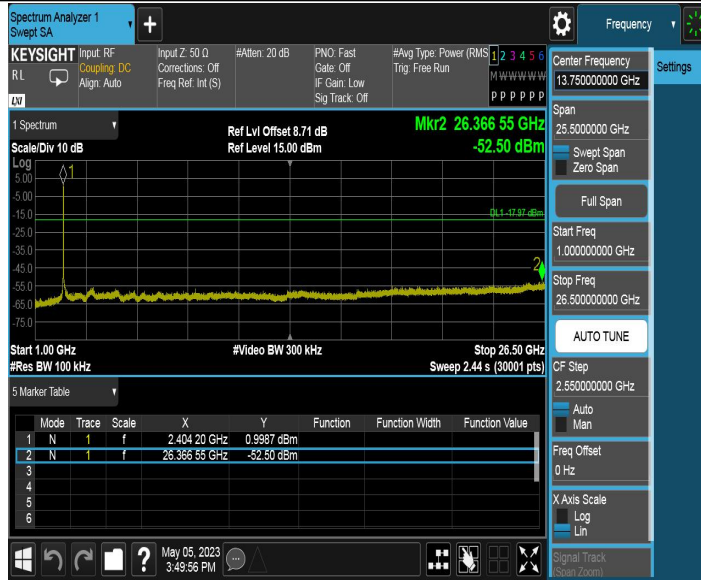 Spectrum Analyzer 1
Swept SA
Frequency
KEYSIGHT
RL
LXI
Input: RF
Coupling: DC
Align: Auto
Input Z: 50 Ω
Corrections: Off
Freq Ref: Int (S)
#Atten: 20 dB
PNO: Fast
Gate: Off
IF Gain: Low
Sig Track: Off
#Avg Type: Power (RMS
Trig: Free Run
1 2 3 4 5 6
M W W W W W
P P P P P P
Center Frequency
13.750000000 GHz
Settings
Span
25.5000000 GHz
Swept Span
Zero Span
Full Span
Start Freq
1.000000000 GHz
Stop Freq
26.500000000 GHz
AUTO TUNE
CF Step
2.550000000 GHz
Auto
Man
Freq Offset
0 Hz
X Axis Scale
Log
Lin
Signal Track
(Span Zoom)
1 Spectrum
Scale/Div 10 dB
Ref Lvl Offset 8.71 dB
Ref Level 15.00 dBm
Mkr2 26.366 55 GHz
-52.50 dBm
Log
5.00
-5.00
-15.0
-25.0
-35.0
-45.0
-55.0
-65.0
-75.0
1
DL1 -17.97 dBm
2
Start 1.00 GHz
#Res BW 100 kHz
#Video BW 300 kHz
Stop 26.50 GHz
Sweep 2.44 s (30001 pts)
5 Marker Table
Mode Trace Scale X Y Function Function Width Function Value
1 N 1 f 2.404 20 GHz 0.9987 dBm
2 N 1 f 26.366 55 GHz -52.50 dBm
3
4
5
6
?
May 05, 2023
3:49:56 PM